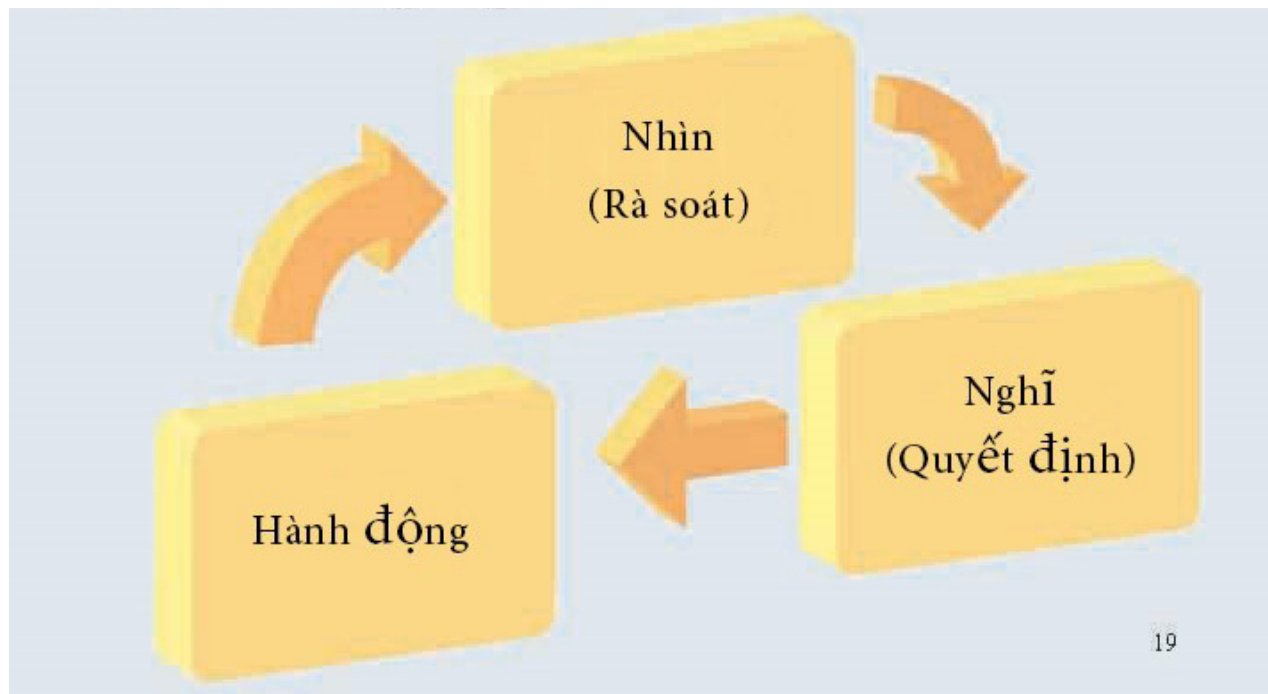 Nhìn
(Rà soát)
Nghĩ
(Quyết định)
Hành động
19